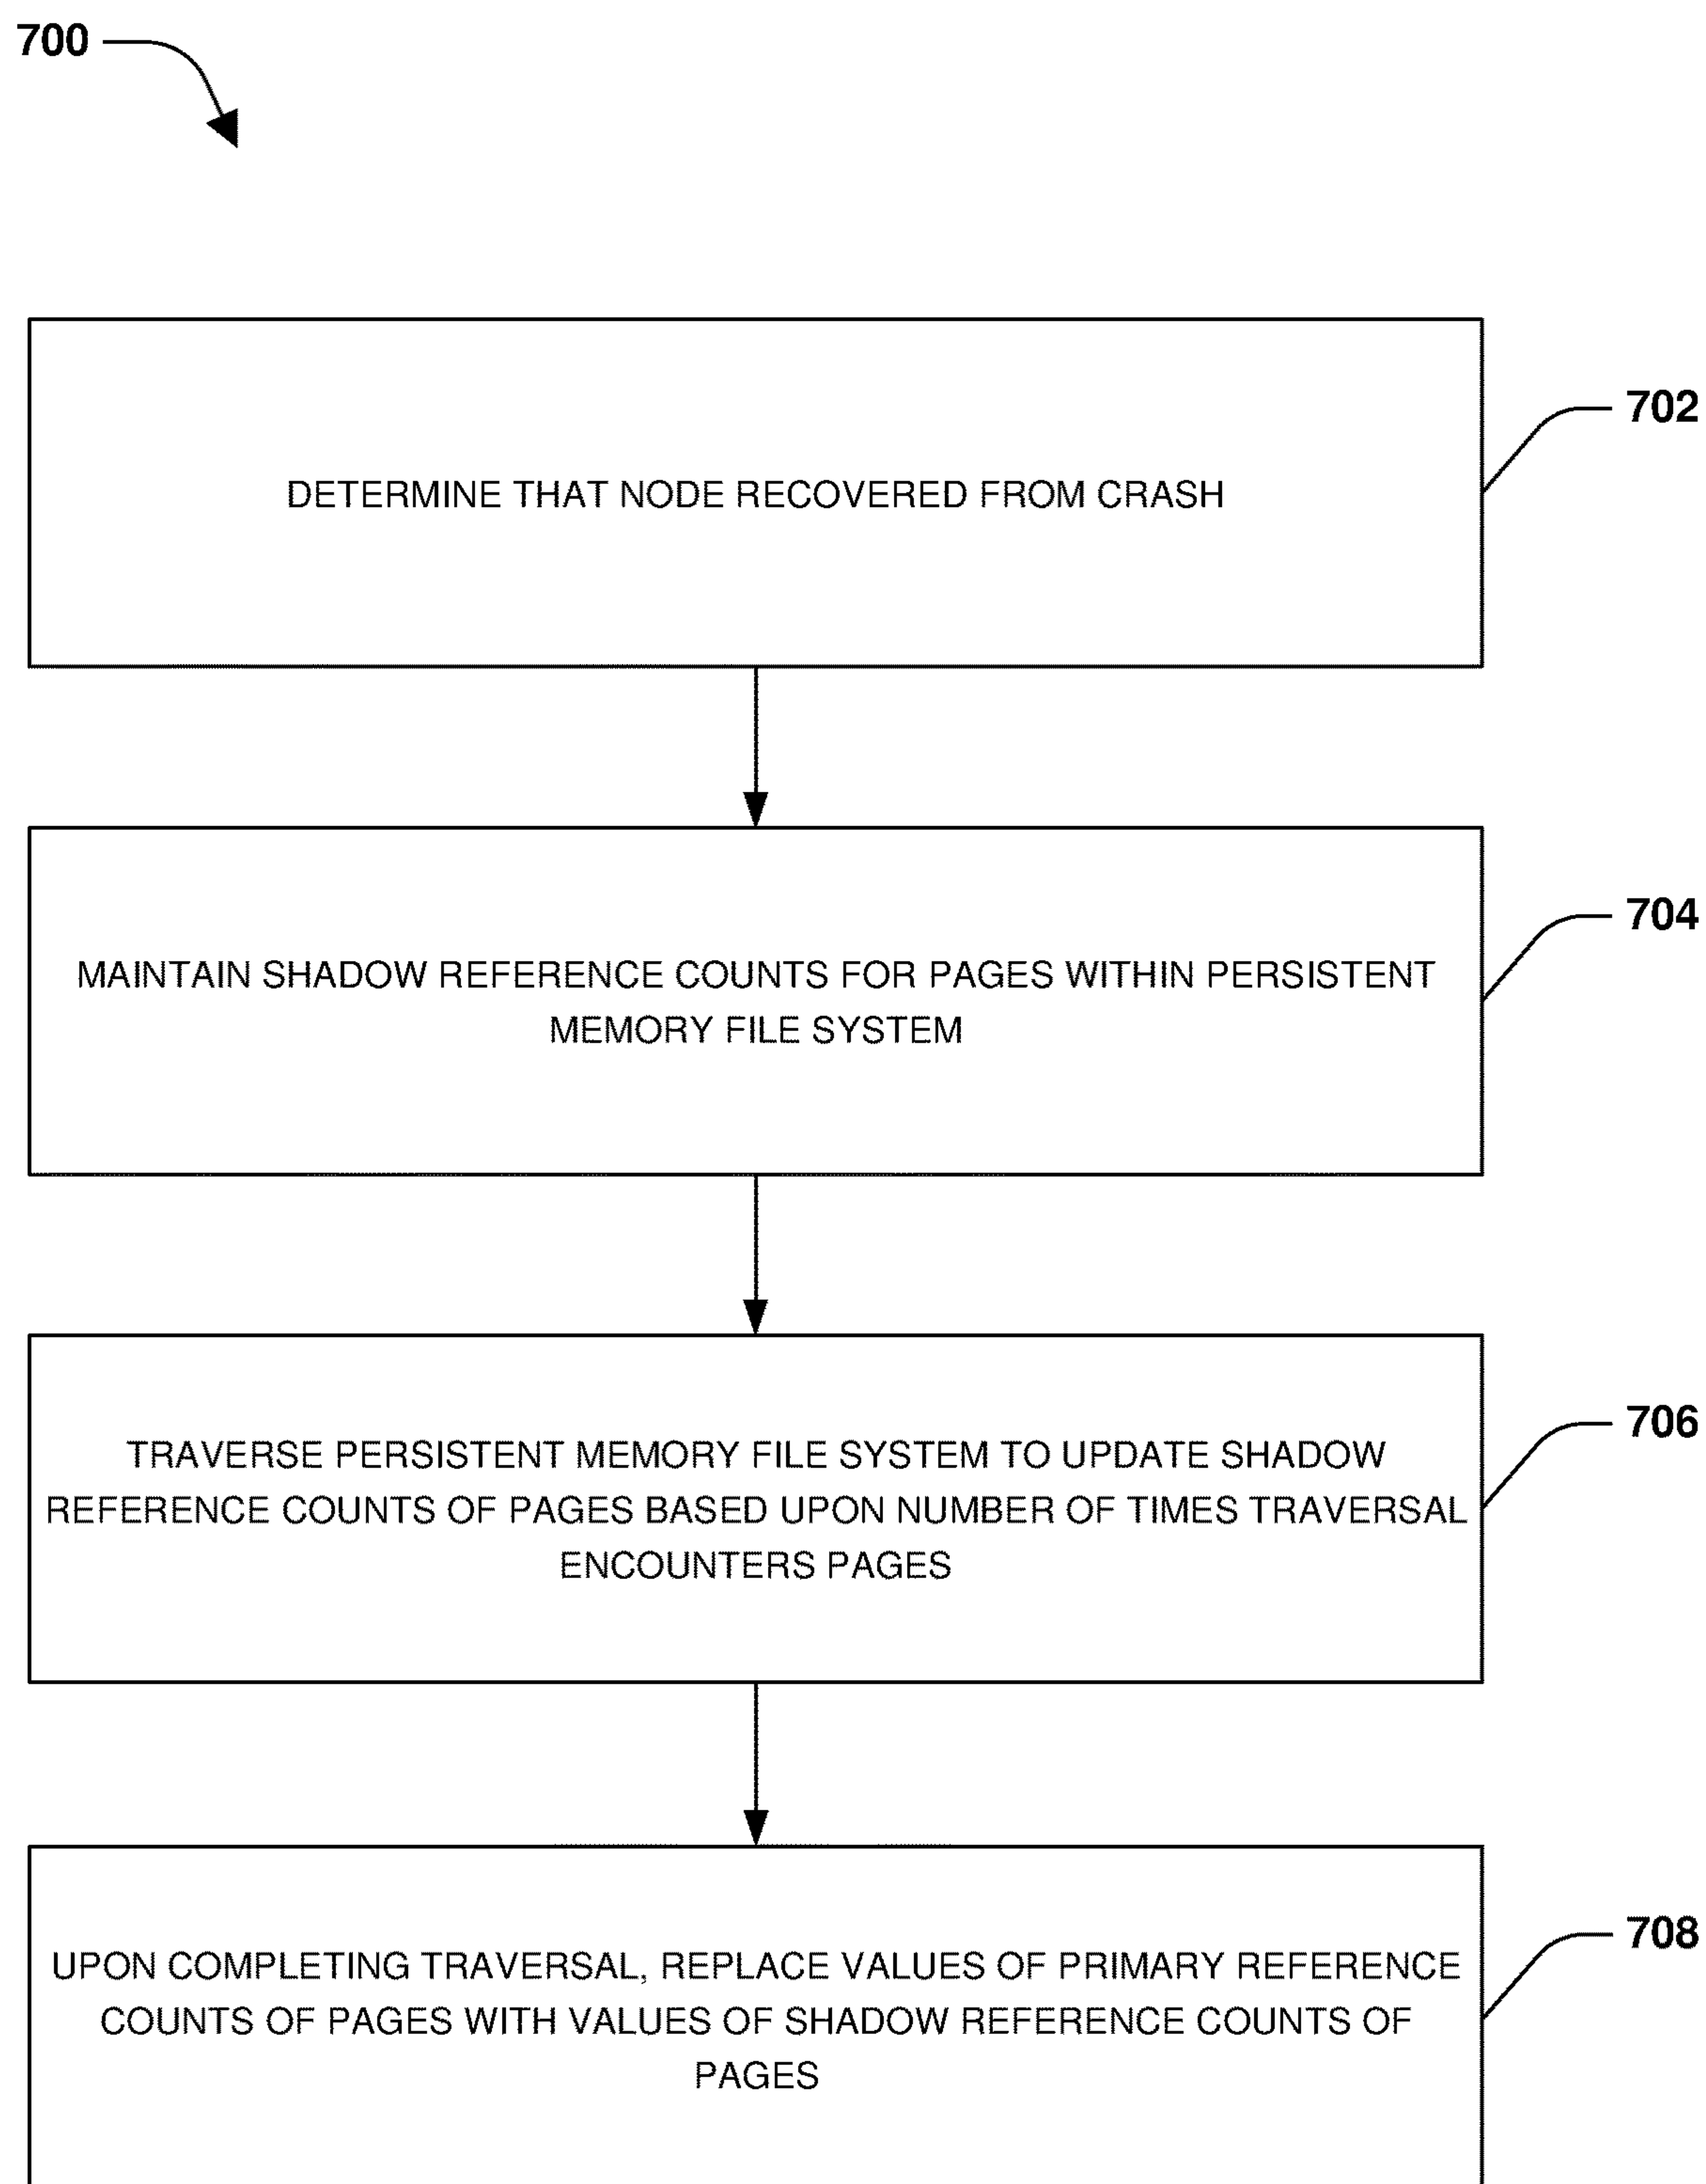 700
702
DETERMINE THAT NODE RECOVERED FROM CRASH
704
MAINTAIN SHADOW REFERENCE COUNTS FOR PAGES WITHIN PERSISTENT
MEMORY FILE SYSTEM
706
TRAVERSE PERSISTENT MEMORY FILE SYSTEM TO UPDATE SHADOW
REFERENCE COUNTS OF PAGES BASED UPON NUMBER OF TIMES TRAVERSAL
ENCOUNTERS PAGES
708
UPON COMPLETING TRAVERSAL, REPLACE VALUES OF PRIMARY REFERENCE
COUNTS OF PAGES WITH VALUES OF SHADOW REFERENCE COUNTS OF
PAGES